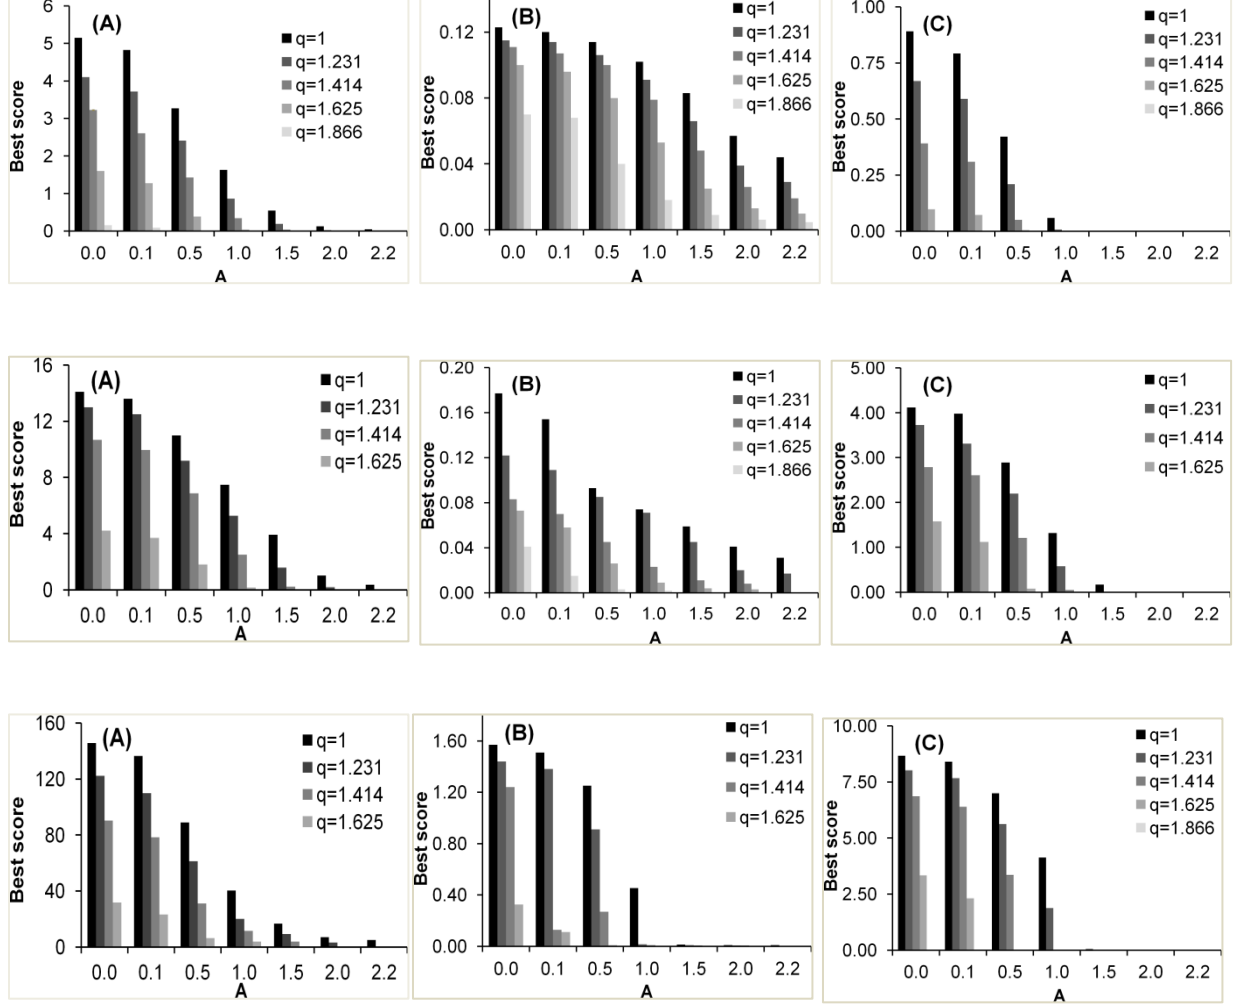 (A)
Best score
6
5
4
3
2
1
0
q=1
q=1.231
q=1.414
q=1.625
q=1.866
0.0 0.1 0.5 1.0 1.5 2.0 2.2
A
(B)
Best score
0.12
0.08
0.04
0.00
q=1
q=1.231
q=1.414
q=1.625
q=1.866
0.0 0.1 0.5 1.0 1.5 2.0 2.2
A
(C)
Best score
1.00
0.75
0.50
0.25
0.00
q=1
q=1.231
q=1.414
q=1.625
q=1.866
0.0 0.1 0.5 1.0 1.5 2.0 2.2
A
(A)
Best score
16
12
8
4
0
q=1
q=1.231
q=1.414
q=1.625
0.0 0.1 0.5 1.0 1.5 2.0 2.2
A
(B)
Best score
0.20
0.16
0.12
0.08
0.04
0.00
q=1
q=1.231
q=1.414
q=1.625
q=1.866
0.0 0.1 0.5 1.0 1.5 2.0 2.2
A
(C)
Best score
5.00
4.00
3.00
2.00
1.00
0.00
q=1
q=1.231
q=1.414
q=1.625
0.0 0.1 0.5 1.0 1.5 2.0 2.2
A
(A)
Best score
160
120
80
40
0
q=1
q=1.231
q=1.414
q=1.625
0.0 0.1 0.5 1.0 1.5 2.0 2.2
A
(B)
Best score
1.60
1.20
0.80
0.40
0.00
q=1
q=1.231
q=1.414
q=1.625
0.0 0.1 0.5 1.0 1.5 2.0 2.2
A
(C)
Best score
10.00
7.50
5.00
2.50
0.00
q=1
q=1.231
q=1.414
q=1.625
q=1.866
0.0 0.1 0.5 1.0 1.5 2.0 2.2
A